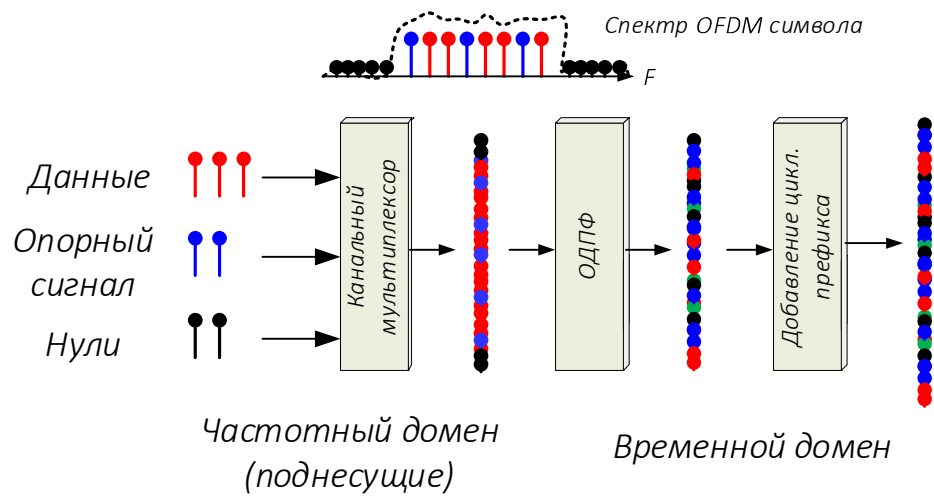 Спектр OFDM символа
F
Данные
Опорный
сигнал
Нули
Канальный
мультиплексор
ОДПФ
Добавление цикл.
префикса
Частотный домен
(поднесущие)
Временной домен